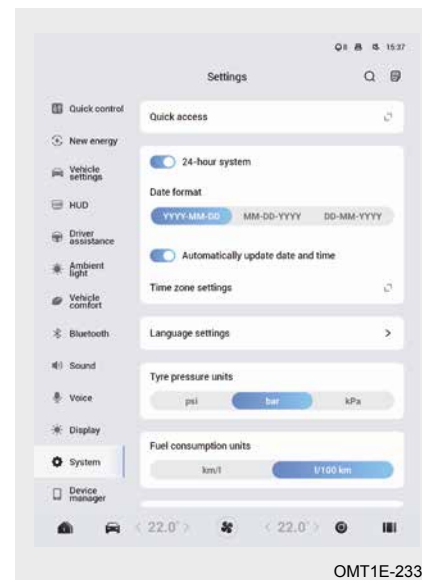 8 15:37
Settings
Quick control
New energy
Vehicle
settings
HUD
Driver
assistance
Ambient
light
Vehicle
comfort
Bluetooth
Sound
Voice
Display
System
Device
manager
Quick access
24-hour system
Date format
YYYY-MM-DD MM-DD-YYYY DD-MM-YYYY
Automatically update date and time
Time zone settings
Language settings
Tyre pressure units
psi bar kPa
Fuel consumption units
km/l l/100 km
< 22.0° > < 22.0° >
OMT1E-233